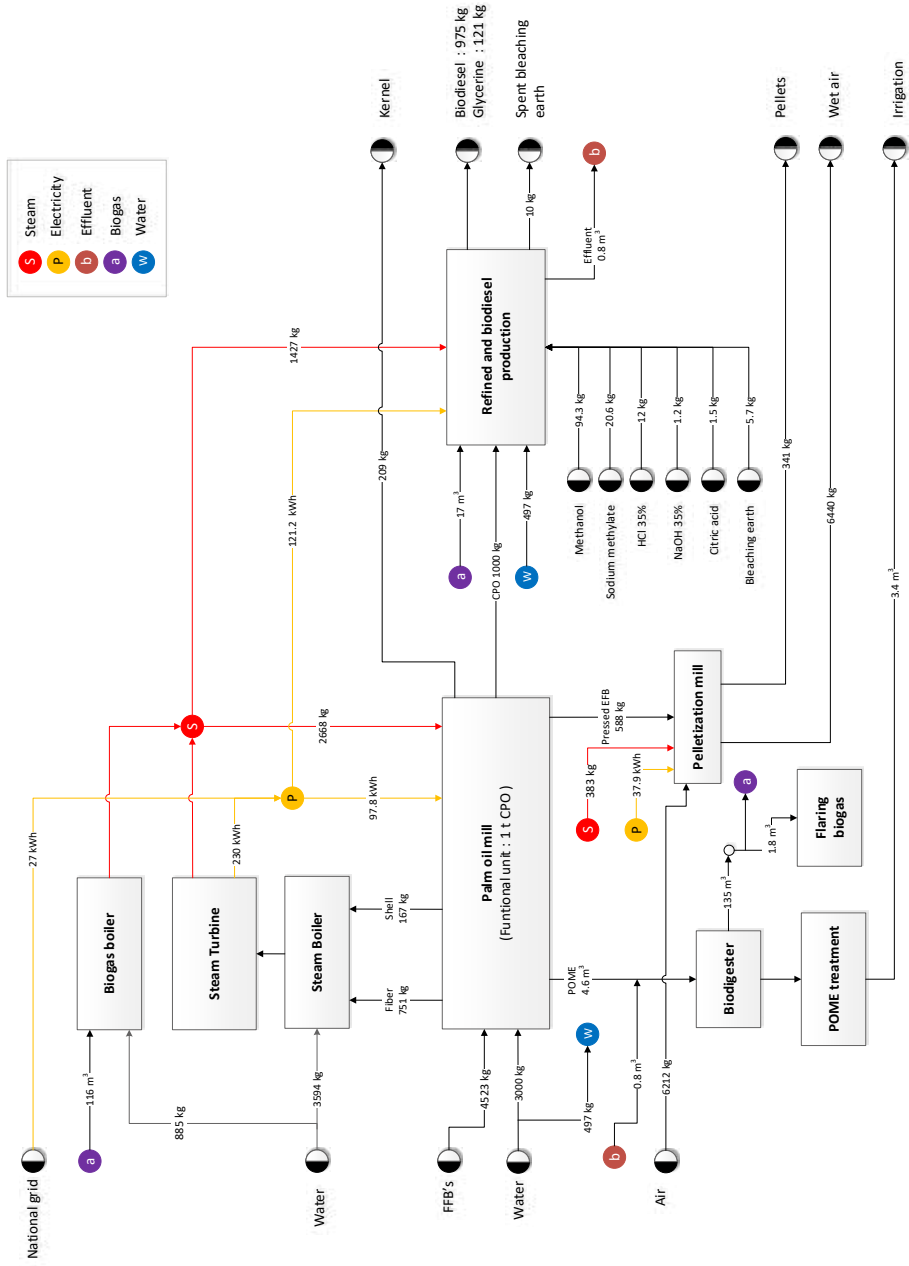 National grid
27 kWh
a
116 m³
885 kg
Water
3594 kg
Biogas boiler
Steam Turbine
Steam Boiler
230 kWh
P
S
97.8 kWh
2668 kg
121.2 kWh
1427 kg
S Steam
P Electricity
b Effluent
a Biogas
w Water
Fiber
751 kg
Shell
167 kg
FFB's
4523 kg
Water
3000 kg
497 kg
w
Palm oil mill
(Funtional unit : 1 t CPO )
209 kg
Kernel
CPO 1000 kg
a
17 m³
w
497 kg
Refined and biodiesel
production
Biodiesel : 975 kg
Glycerine : 121 kg
10 kg
Spent bleaching
earth
Effluent
0.8 m³
b
Methanol
94.3 kg
Sodium methylate
20.6 kg
HCl 35%
12 kg
NaOH 35%
1.2 kg
Citric acid
1.5 kg
Bleaching earth
5.7 kg
POME
4.6 m³
b
0.8 m³
Air
6212 kg
Pressed EFB
588 kg
S
383 kg
P
37.9 kWh
Pelletization mill
341 kg
Pellets
6440 kg
Wet air
Biodigester
135 m³
a
1.8 m³
Flaring
biogas
POME treatment
3.4 m³
Irrigation